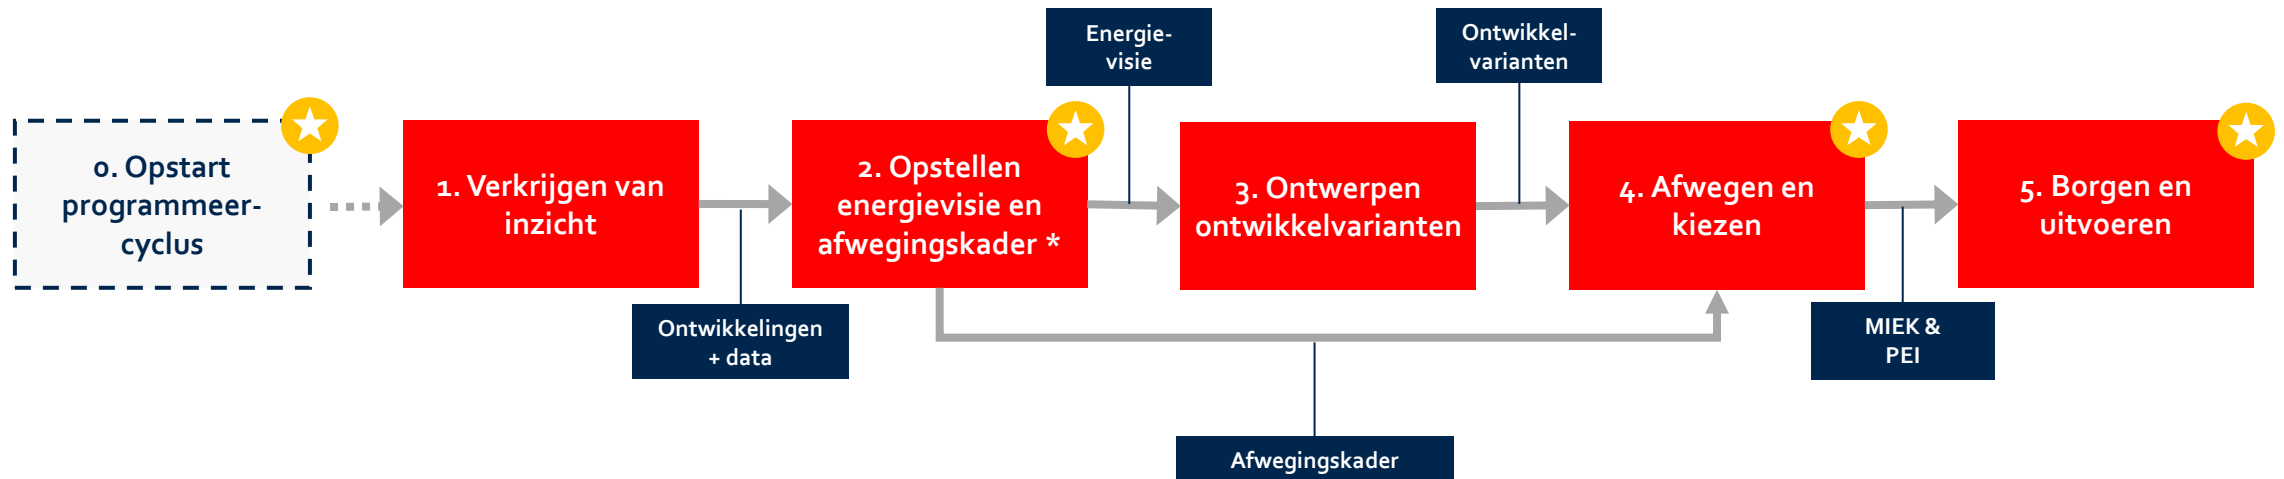 Energie-
visie
Ontwikkel-
varianten
0. Opstart
programmeer-
cyclus
1. Verkrijgen van
inzicht
2. Opstellen
energievisie en
afwegingskader *
3. Ontwerpen
ontwikkelvarianten
4. Afwegen en
kiezen
5. Borgen en
uitvoeren
Ontwikkelingen
+ data
MIEK &
PEI
Afwegingskader